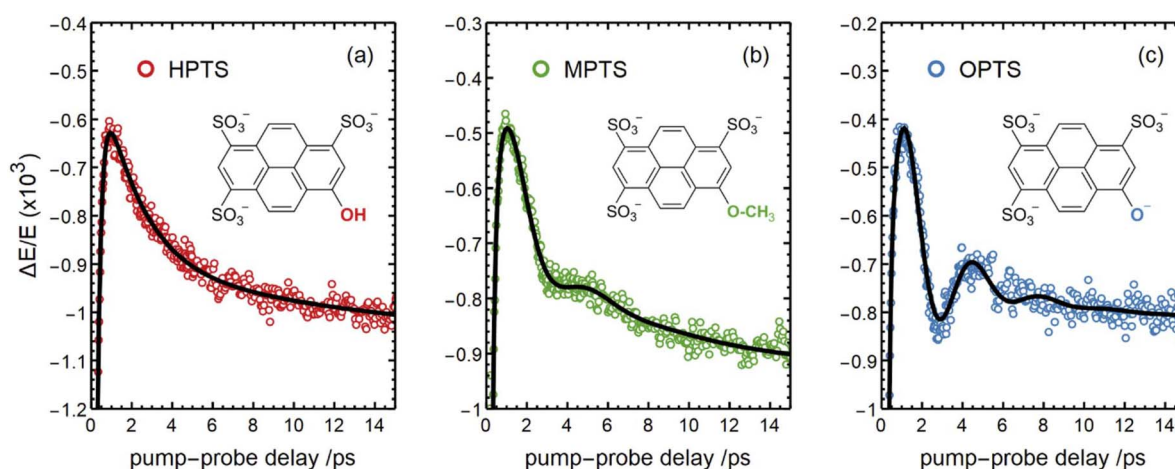 (a)
HPTS
SO₃⁻ SO₃⁻
SO₃⁻
OH
ΔE/E (x10³)
−0.4
−0.5
−0.6
−0.7
−0.8
−0.9
−1
−1.1
−1.2
0 2 4 6 8 10 12 14
pump–probe delay /ps
(b)
MPTS
SO₃⁻ SO₃⁻
SO₃⁻
O-CH₃
−0.3
−0.4
−0.5
−0.6
−0.7
−0.8
−0.9
−1
0 2 4 6 8 10 12 14
pump–probe delay /ps
(c)
OPTS
SO₃⁻ SO₃⁻
SO₃⁻
O⁻
−0.2
−0.3
−0.4
−0.5
−0.6
−0.7
−0.8
−0.9
−1
0 2 4 6 8 10 12 14
pump–probe delay /ps